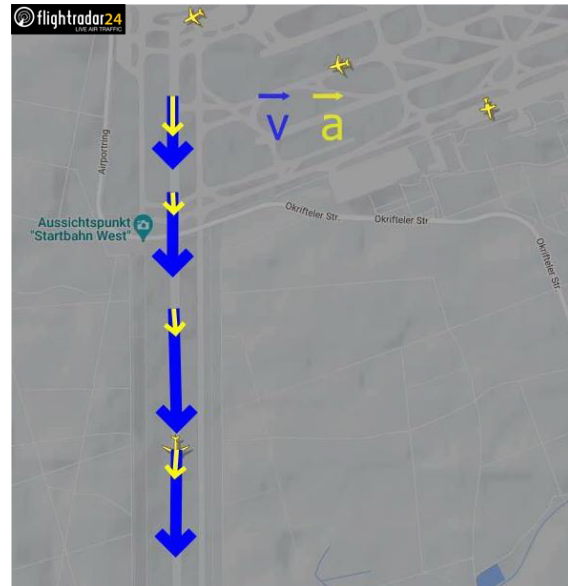 flightradar24
LIVE AIR TRAFFIC
v a
Airportring
Aussichtspunkt
"Startbahn West"
Okrifteler Str.
Okrifteler Str.
Okrifteler Str.